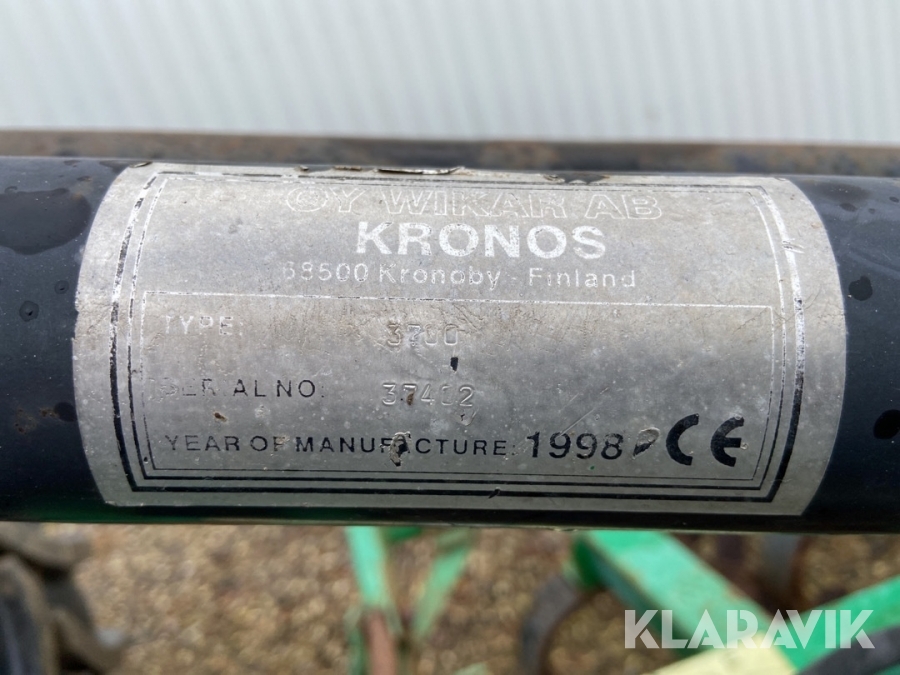 OY WIKAR AB
KRONOS
68500 Kronoby - Finland
TYPE: 3700
SERIAL NO: 37402
YEAR OF MANUFACTURE: 1998 CE
KLARAVIK